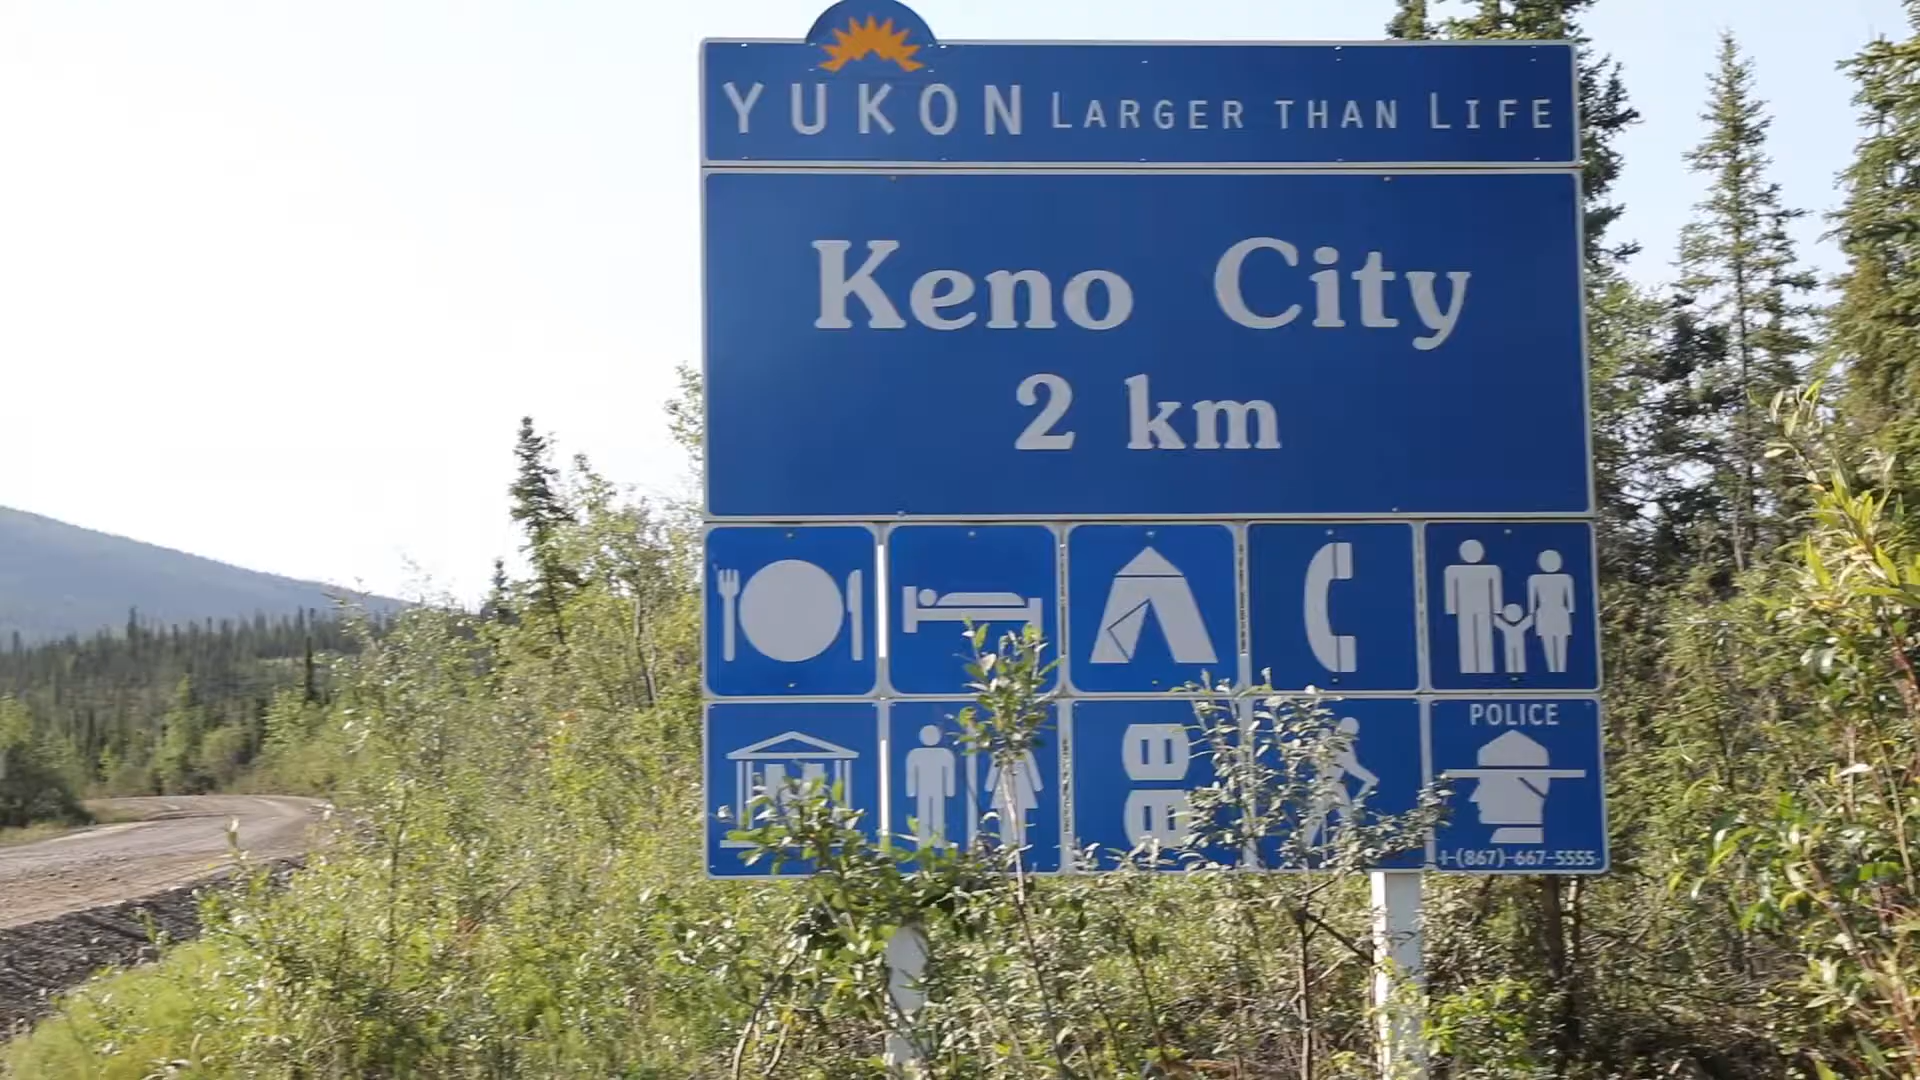 YUKON LARGER THAN LIFE
Keno City
2 km
POLICE
1-(867)-667-5555